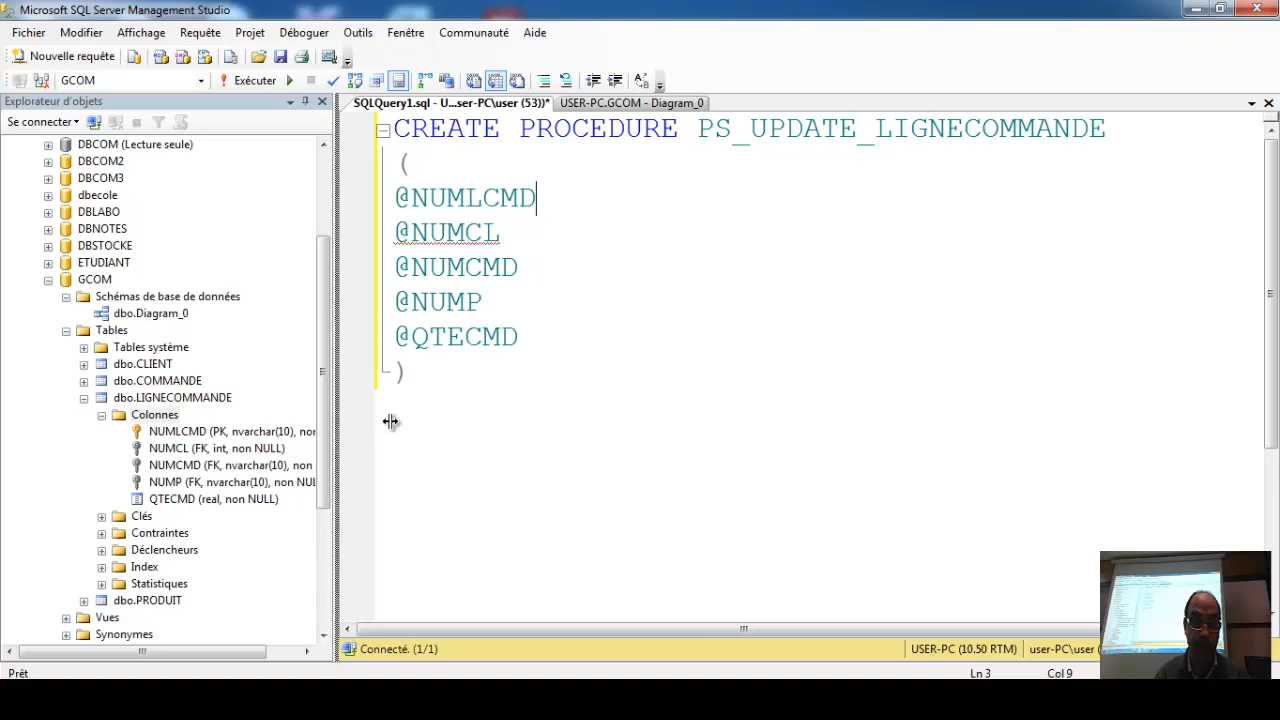 Microsoft SQL Server Management Studio
Fichier Modifier Affichage Requête Projet Déboguer Outils Fenêtre Communauté Aide
Nouvelle requête
GCOM Exécuter
Explorateur d'objets
SQLQuery1.sql - U...ser-PC\user (53))* USER-PC.GCOM - Diagram_0
Se connecter
DBCOM (Lecture seule)
DBCOM2
DBCOM3
dbecole
DBLABO
DBNOTES
DBSTOCKE
ETUDIANT
GCOM
Schémas de base de données
dbo.Diagram_0
Tables
Tables système
dbo.CLIENT
dbo.COMMANDE
dbo.LIGNECOMMANDE
Colonnes
NUMLCMD (PK, nvarchar(10), non
NUMCL (FK, int, non NULL)
NUMCMD (FK, nvarchar(10), non
NUMP (FK, nvarchar(10), non NUL
QTECMD (real, non NULL)
Clés
Contraintes
Déclencheurs
Index
Statistiques
dbo.PRODUIT
Vues
Synonymes
CREATE PROCEDURE PS_UPDATE_LIGNECOMMANDE
(
@NUMLCMD
@NUMCL
@NUMCMD
@NUMP
@QTECMD
)
Connecté. (1/1) USER-PC (10.50 RTM) user-PC\user (
Prêt Ln 3 Col 9